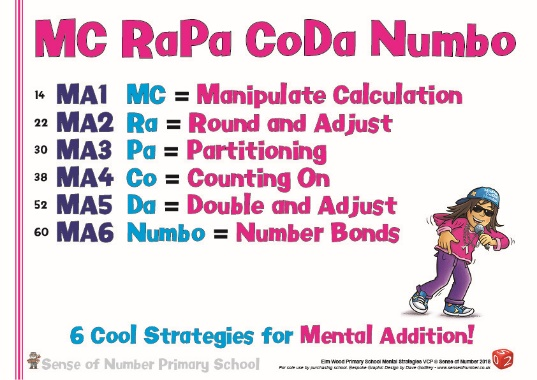 MC RaPa CoDa Numbo
14 MA1 MC = Manipulate Calculation
22 MA2 Ra = Round and Adjust
30 MA3 Pa = Partitioning
38 MA4 Co = Counting On
52 MA5 Da = Double and Adjust
60 MA6 Numbo = Number Bonds
6 Cool Strategies for Mental Addition!
Sense of Number Primary School
Elm Wood Primary School Mental Strategies VCP © Sense of Number 2018
For sole use by purchasing school. Bespoke Graphic Design by Dave Godfrey - www.senseofnumber.co.uk